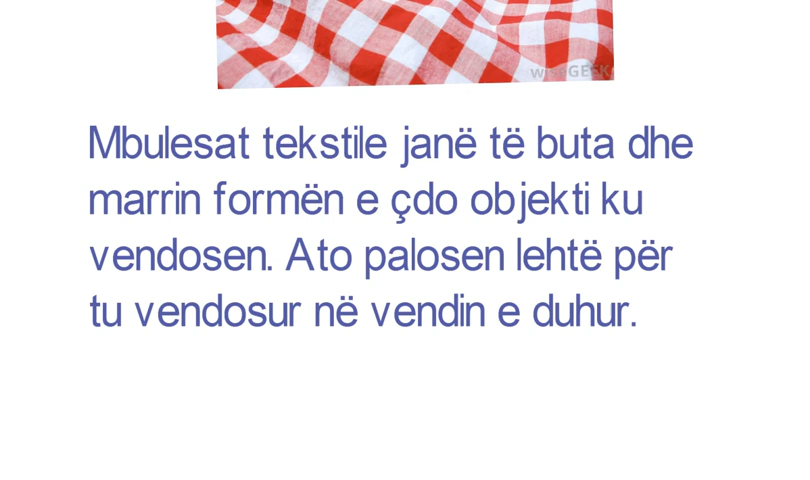 wiseGEEK
Mbulesat tekstile janë të buta dhe
marrin formën e çdo objekti ku
vendosen. Ato palosen lehtë për
tu vendosur në vendin e duhur.